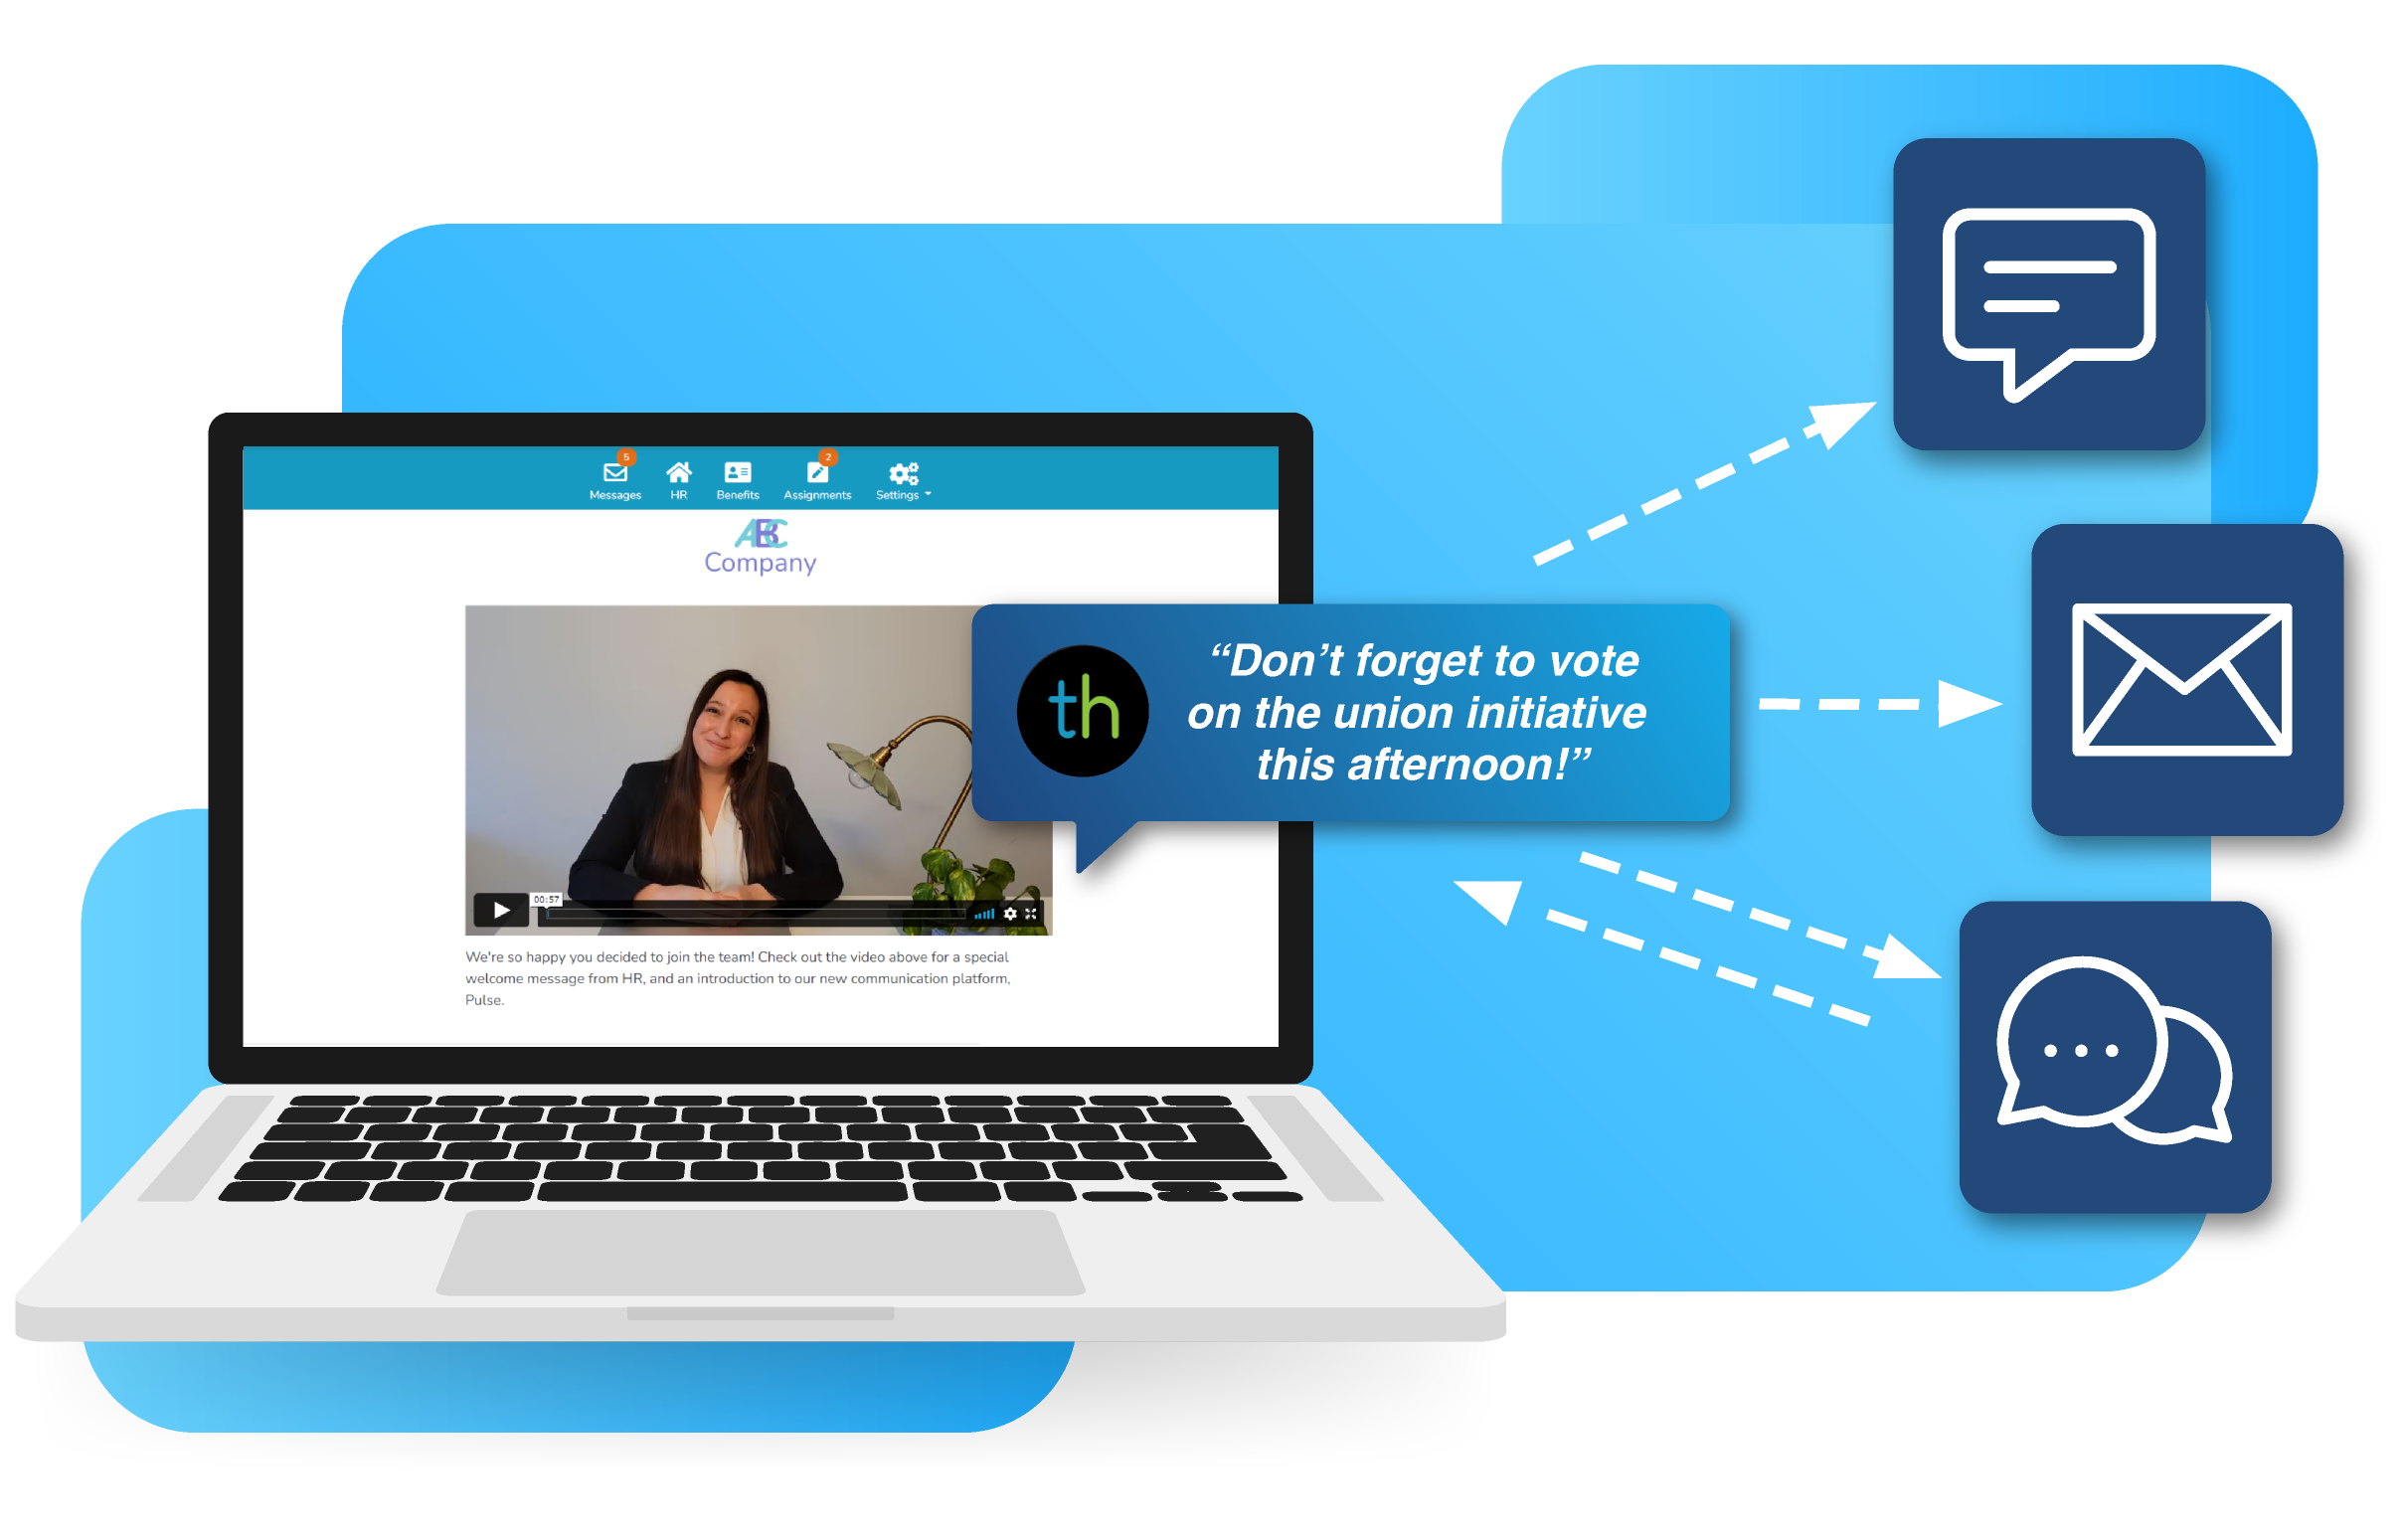 5
2
Messages
HR
Benefits
Assignments
Settings
ABC
Company
“Don’t forget to vote
on the union initiative
this afternoon!”
th
00:57
We're so happy you decided to join the team! Check out the video above for a special
welcome message from HR, and an introduction to our new communication platform,
Pulse.